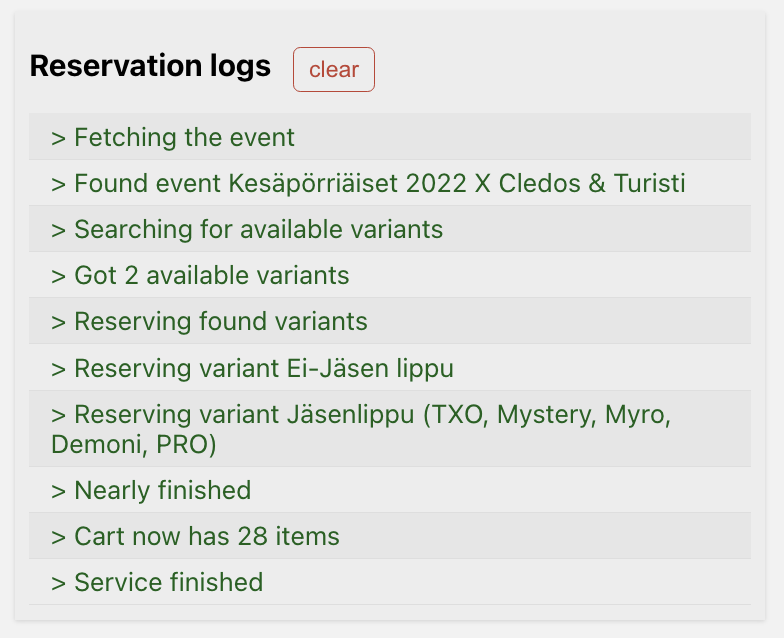 Reservation logs
clear
> Fetching the event
> Found event Kesäpörriäiset 2022 X Cledos & Turisti
> Searching for available variants
> Got 2 available variants
> Reserving found variants
> Reserving variant Ei-Jäsen lippu
> Reserving variant Jäsenlippu (TXO, Mystery, Myro,
Demoni, PRO)
> Nearly finished
> Cart now has 28 items
> Service finished